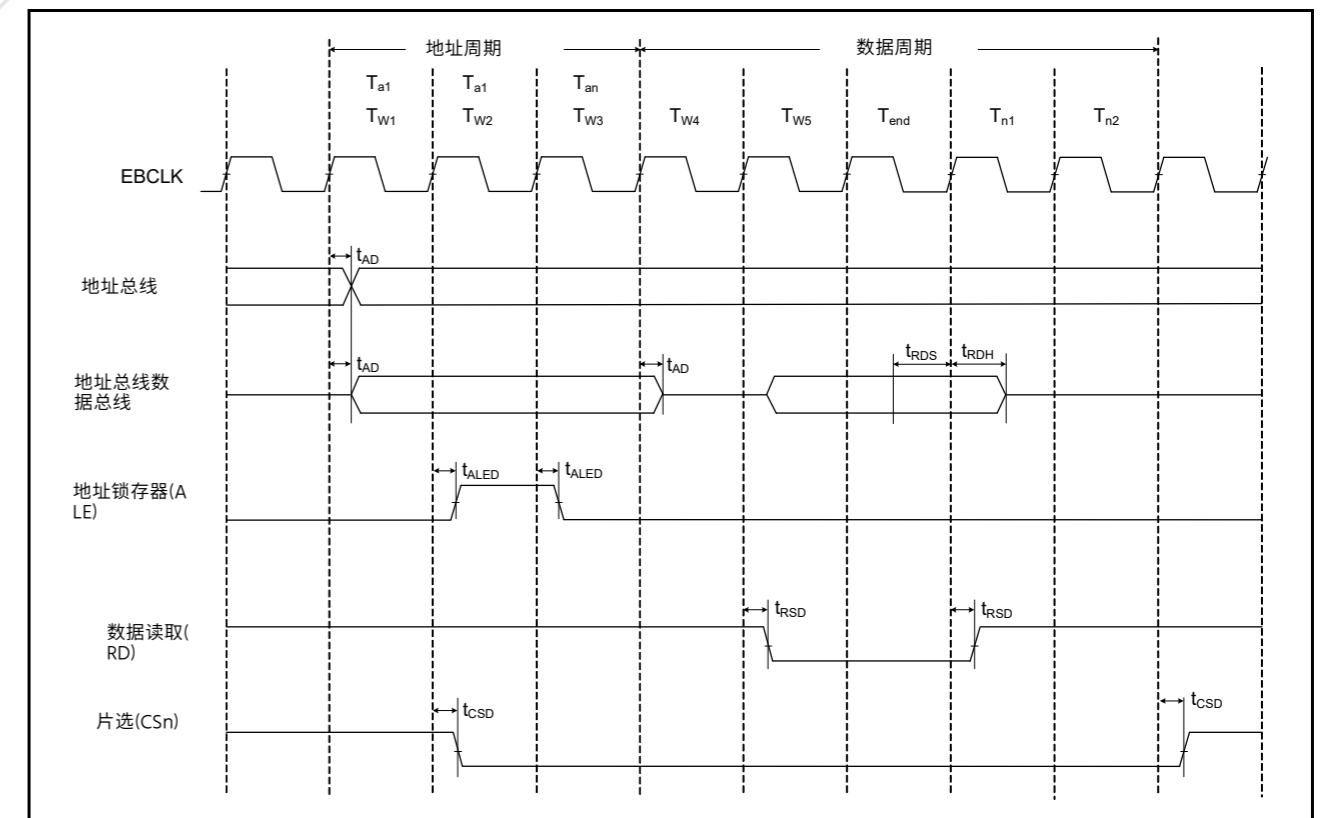 地址周期 数据周期
Ta1 Ta1 Tan
TW1 TW2 TW3 TW4 TW5 Tend Tn1 Tn2
EBCLK
tAD
地址总线
tAD tAD tRDS tRDH
地址总线数
据总线
tALED tALED
地址锁存器(A
LE)
tRSD tRSD
数据读取(
RD)
tCSD tCSD
片选(CSn)